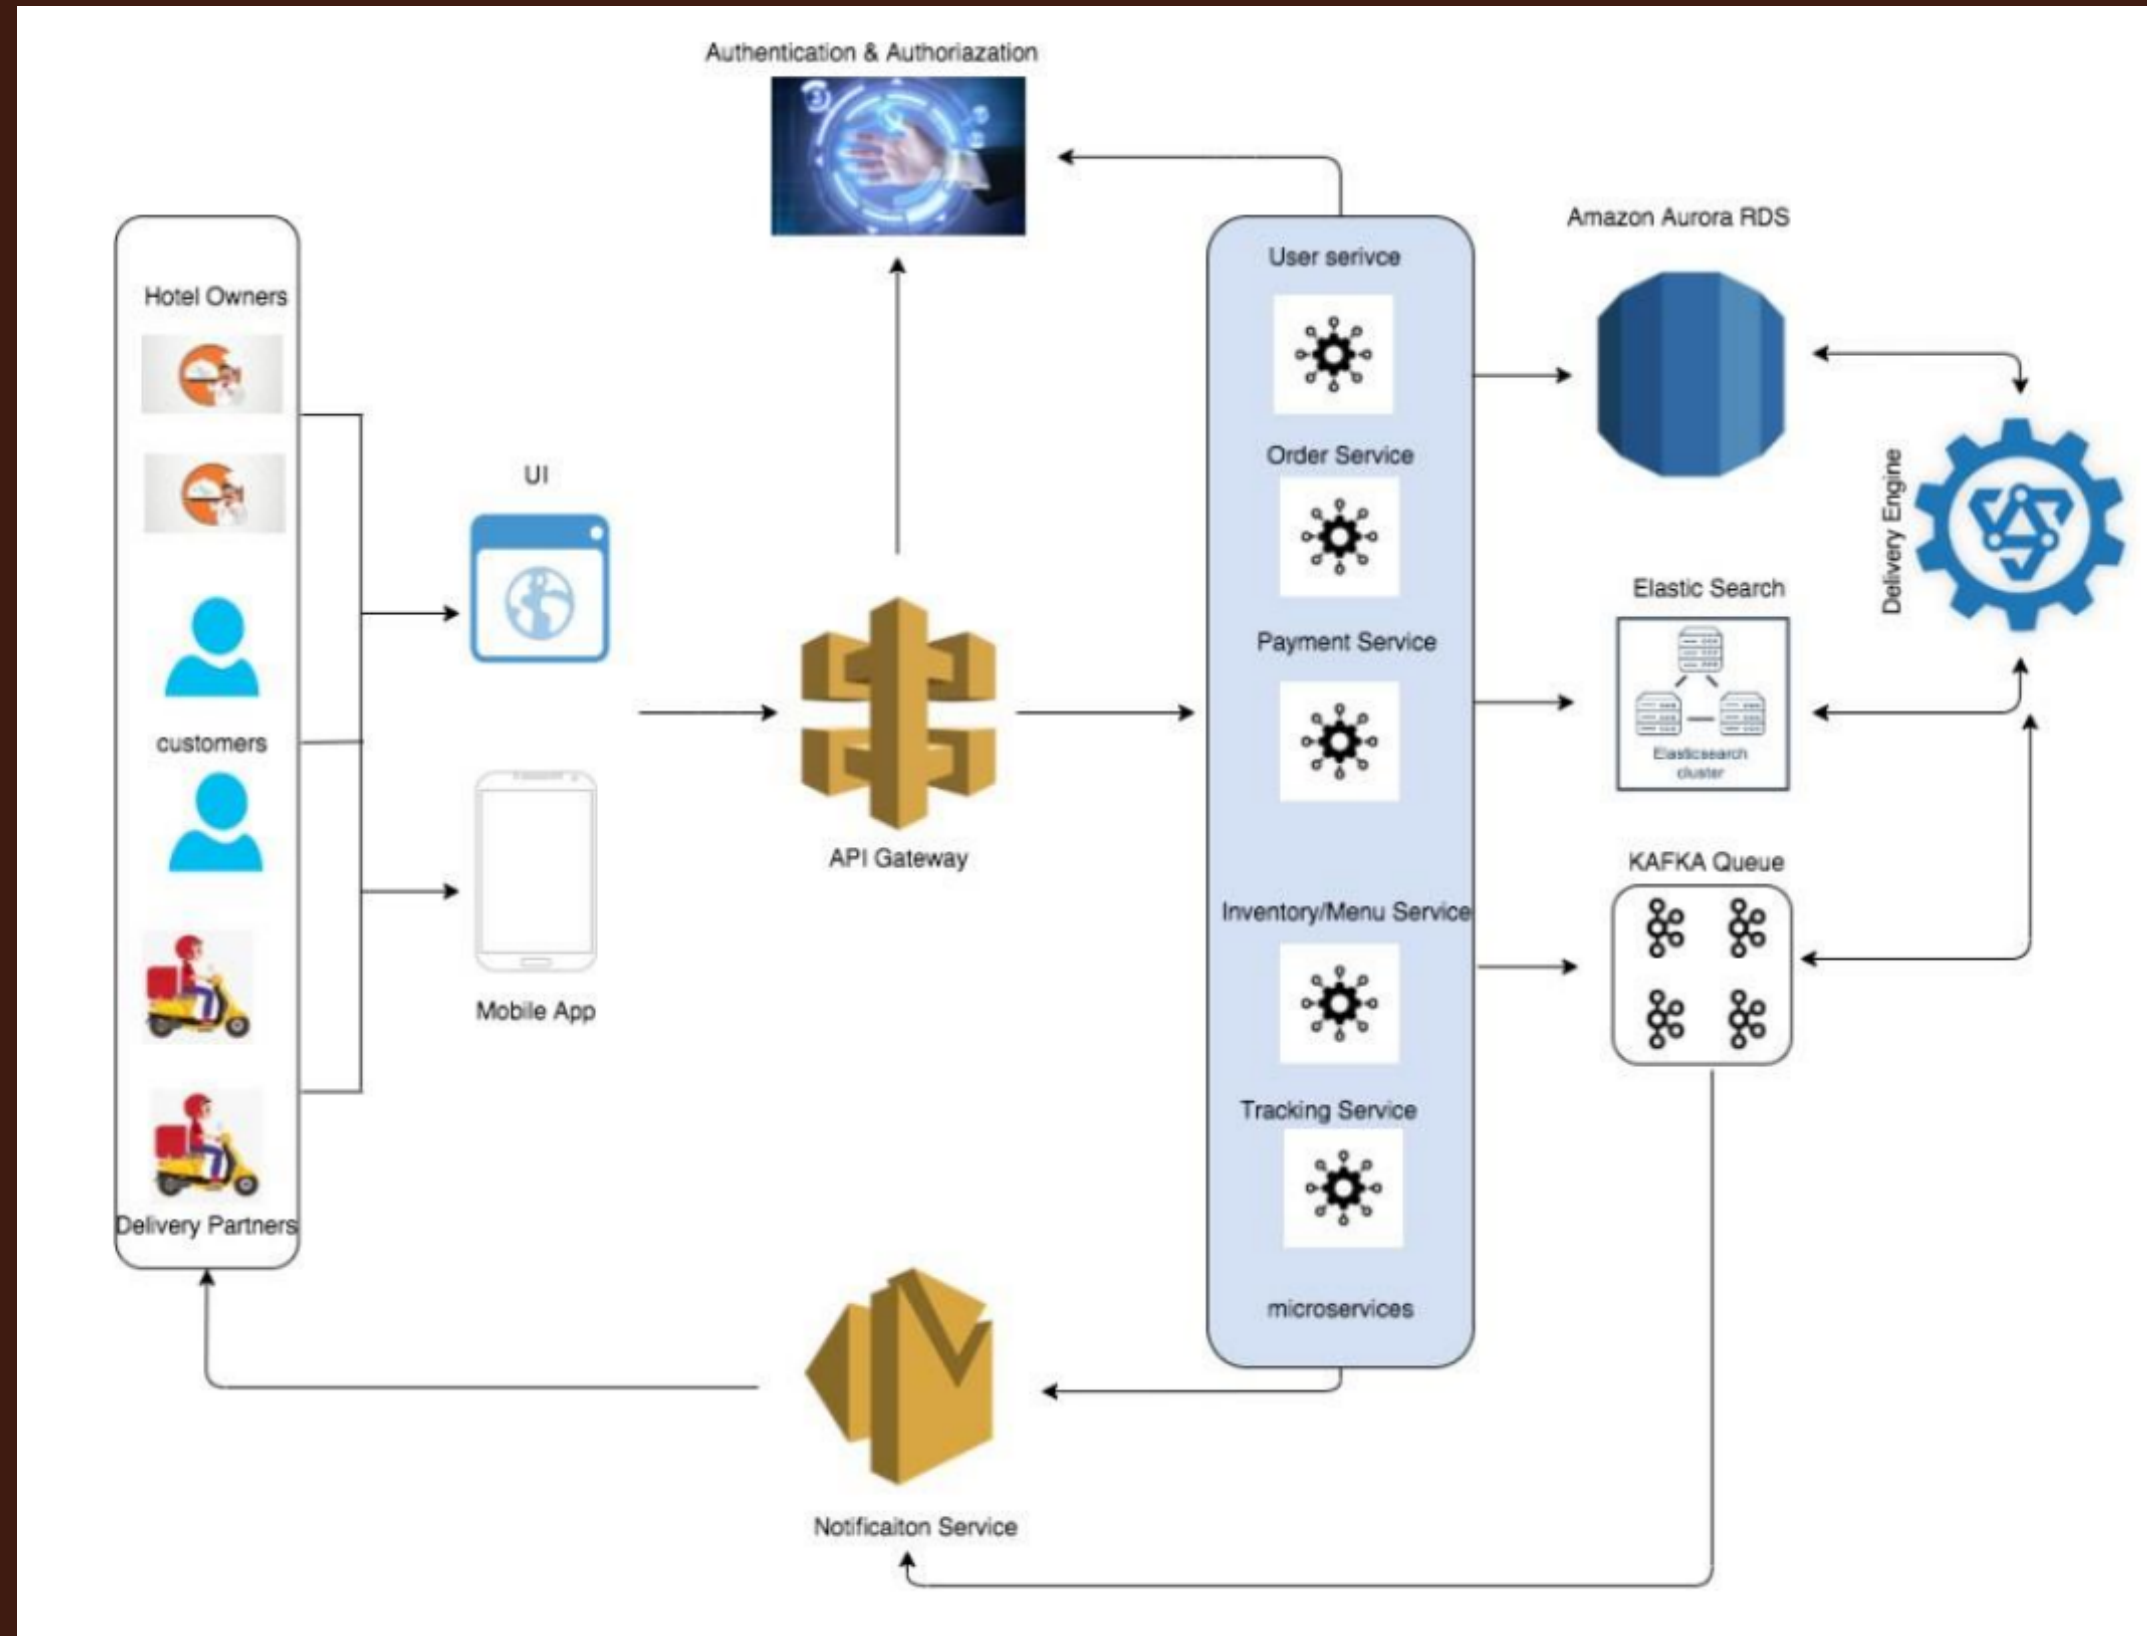 Authentication & Authoriazation
Hotel Owners
customers
Delivery Partners
UI
Mobile App
API Gateway
User serivce
Order Service
Payment Service
Inventory/Menu Service
Tracking Service
microservices
Amazon Aurora RDS
Elastic Search
Elasticsearch
cluster
KAFKA Queue
Delivery Engine
Notificaiton Service